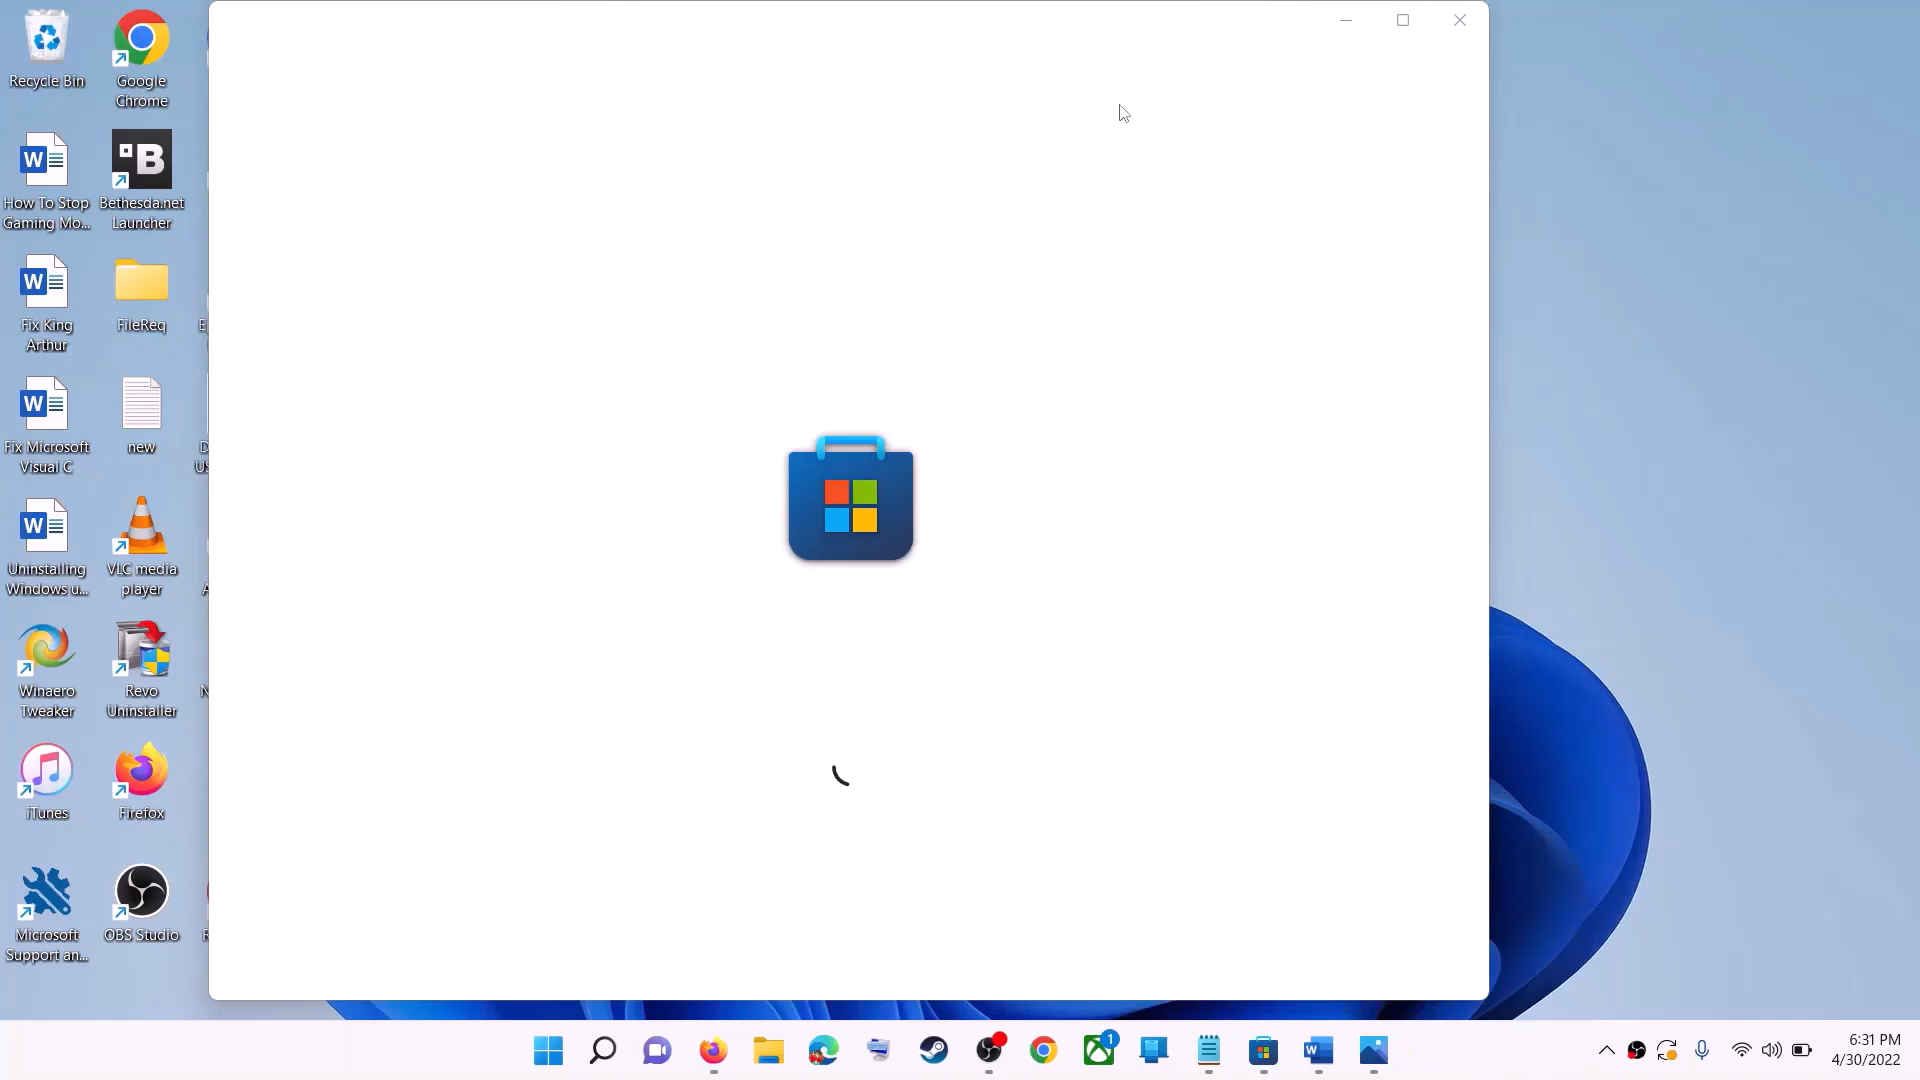 Recycle Bin
Google
Chrome
How To Stop
Gaming Mo...
Bethesda.net
Launcher
Fix King
Arthur
FileReq
Fix Microsoft
Visual C
new
Uninstalling
Windows u...
VLC media
player
Winaero
Tweaker
Revo
Uninstaller
iTunes
Firefox
Microsoft
Support an...
OBS Studio
1
6:31 PM
4/30/2022